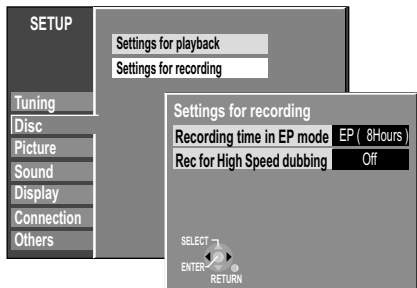 SETUP
Settings for playback
Settings for recording
Tuning
Disc
Picture
Sound
Display
Connection
Others
Settings for recording
Recording time in EP mode EP ( 8Hours )
Rec for High Speed dubbing Off
SELECT
ENTER
RETURN